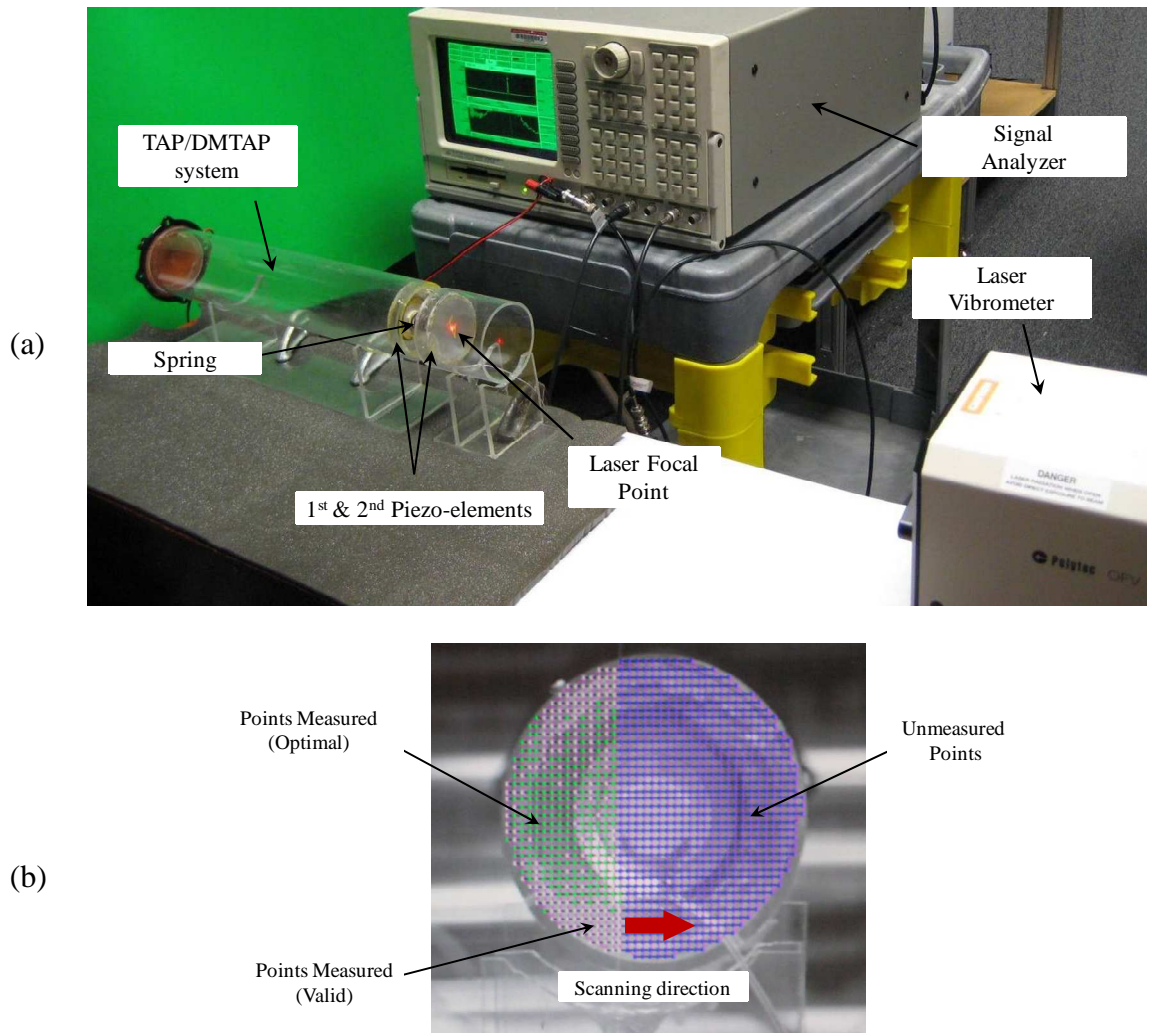 TAP/DMTAP
system
Signal
Analyzer
Laser
Vibrometer
(a)
Spring
Laser Focal
Point
1st & 2nd Piezo-elements
DANGER
Polytec OFV
Points Measured
(Optimal)
Unmeasured
Points
(b)
Points Measured
(Valid)
Scanning direction